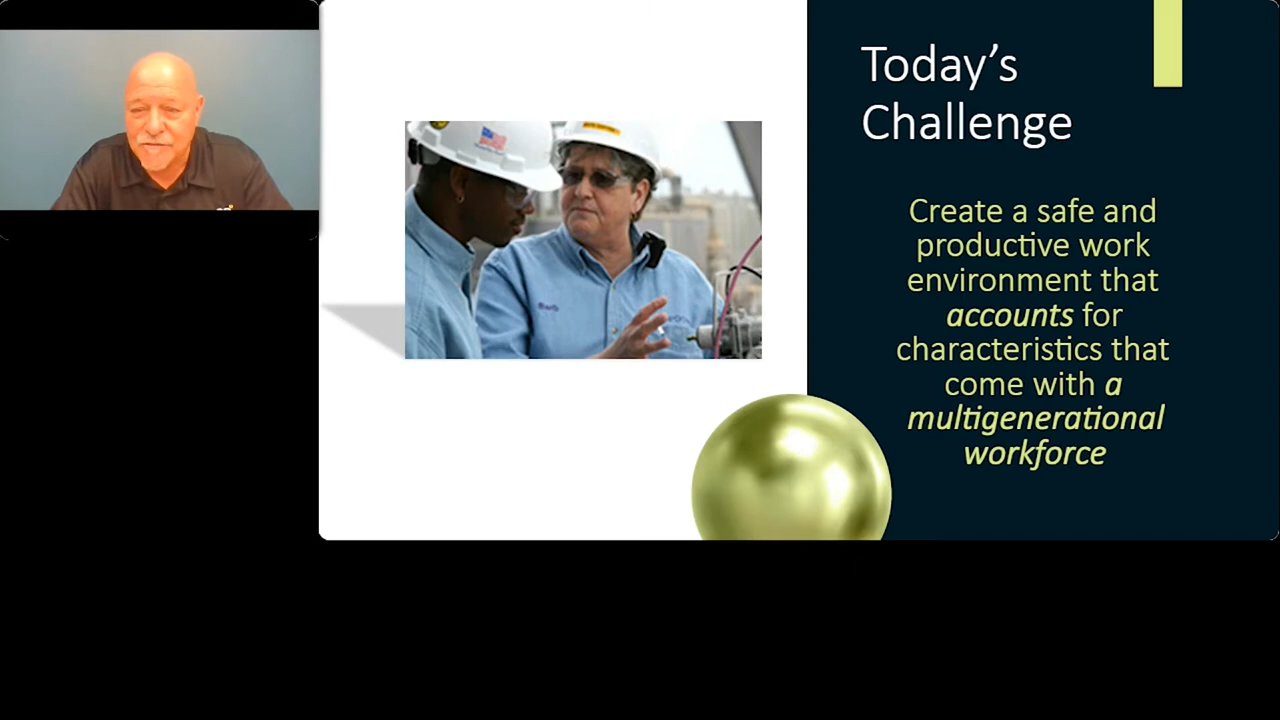 Today’s
Challenge
Create a safe and
productive work
environment that
accounts for
characteristics that
come with a
multigenerational
workforce